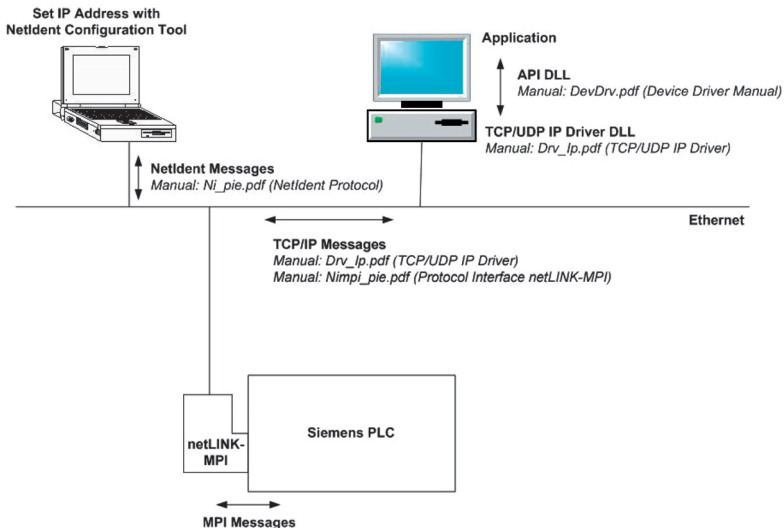 Set IP Address with
NetIdent Configuration Tool
Application
API DLL
Manual: DevDrv.pdf (Device Driver Manual)
TCP/UDP IP Driver DLL
Manual: Drv_Ip.pdf (TCP/UDP IP Driver)
NetIdent Messages
Manual: Ni_pie.pdf (NetIdent Protocol)
Ethernet
TCP/IP Messages
Manual: Drv_Ip.pdf (TCP/UDP IP Driver)
Manual: Nimpi_pie.pdf (Protocol Interface netLINK-MPI)
netLINK-
MPI
Siemens PLC
MPI Messages